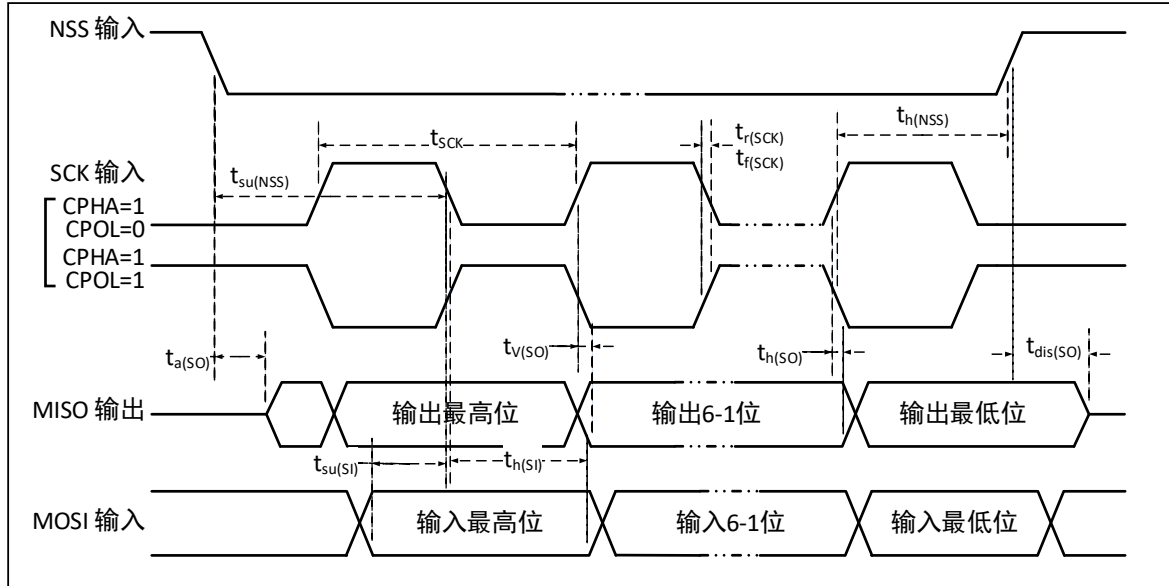 NSS 输入
t_h(NSS)
t_SCK
t_r(SCK)
t_f(SCK)
SCK 输入
t_su(NSS)
CPHA=1
CPOL=0
CPHA=1
CPOL=1
t_a(SO)
t_V(SO)
t_h(SO)
t_dis(SO)
MISO 输出
输出最高位
输出6-1位
输出最低位
t_su(SI)
t_h(SI)
MOSI 输入
输入最高位
输入6-1位
输入最低位